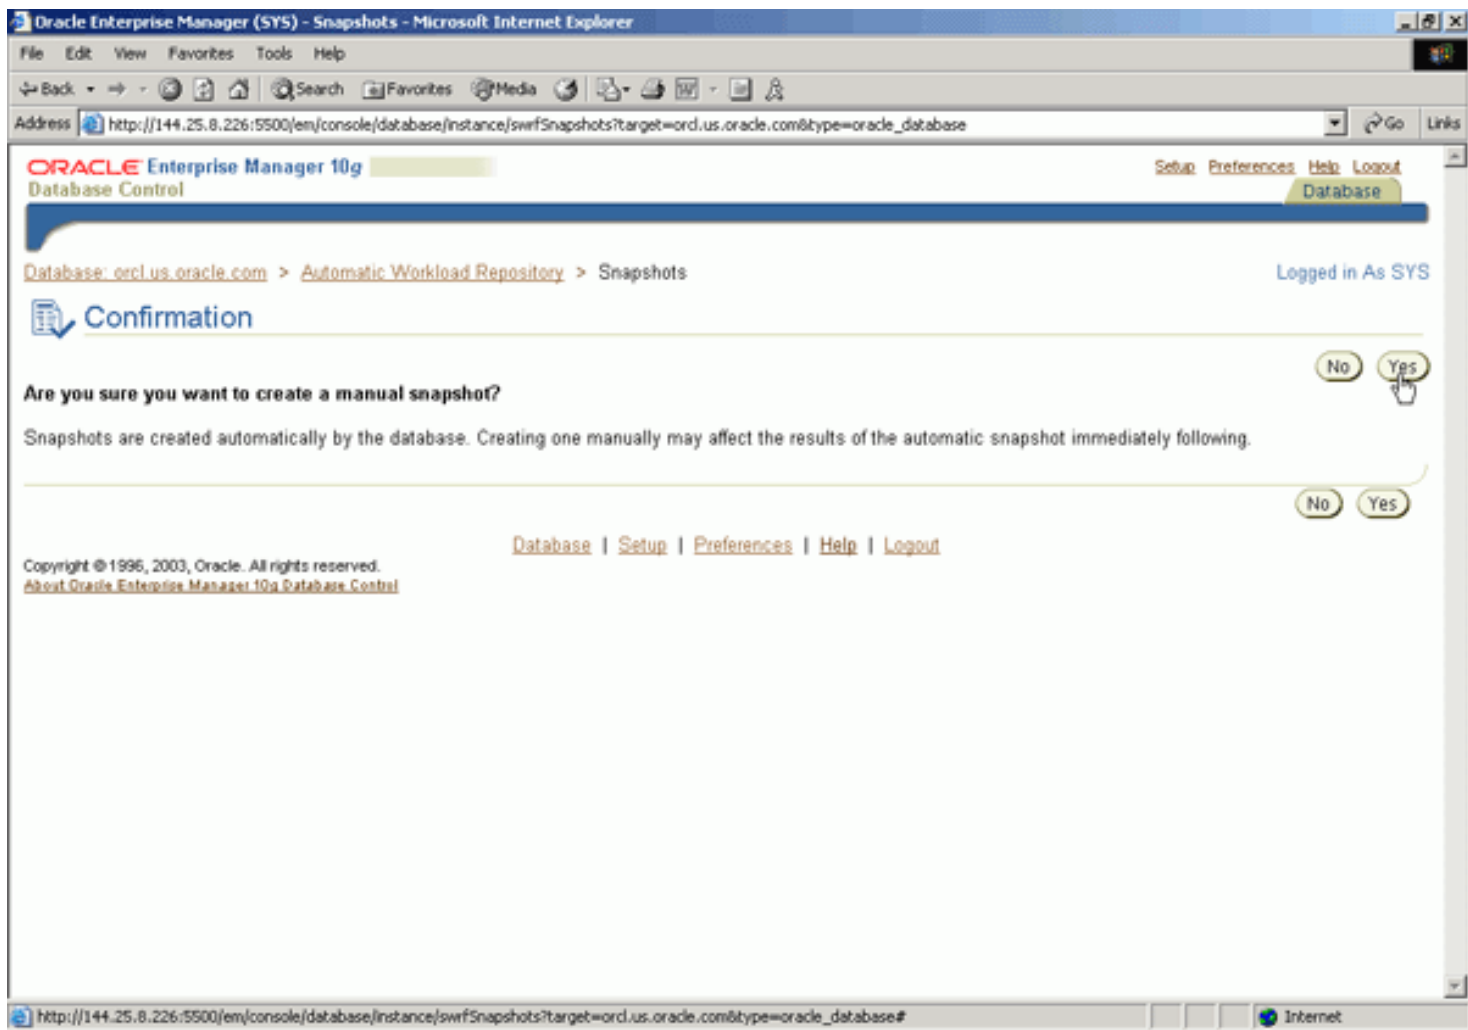 Oracle Enterprise Manager (SYS) - Snapshots - Microsoft Internet Explorer
File Edit View Favorites Tools Help
Back Search Favorites Media
Address http://144.25.8.226:5500/em/console/database/instance/swrfSnapshots?target=orcl.us.oracle.com&type=oracle_database Go Links
ORACLE Enterprise Manager 10g
Database Control
Setup Preferences Help Logout
Database
Database: orcl.us.oracle.com > Automatic Workload Repository > Snapshots Logged in As SYS
Confirmation
No Yes
Are you sure you want to create a manual snapshot?
Snapshots are created automatically by the database. Creating one manually may affect the results of the automatic snapshot immediately following.
No Yes
Database | Setup | Preferences | Help | Logout
Copyright © 1996, 2003, Oracle. All rights reserved.
About Oracle Enterprise Manager 10g Database Control
http://144.25.8.226:5500/em/console/database/instance/swrfSnapshots?target=orcl.us.oracle.com&type=oracle_database# Internet